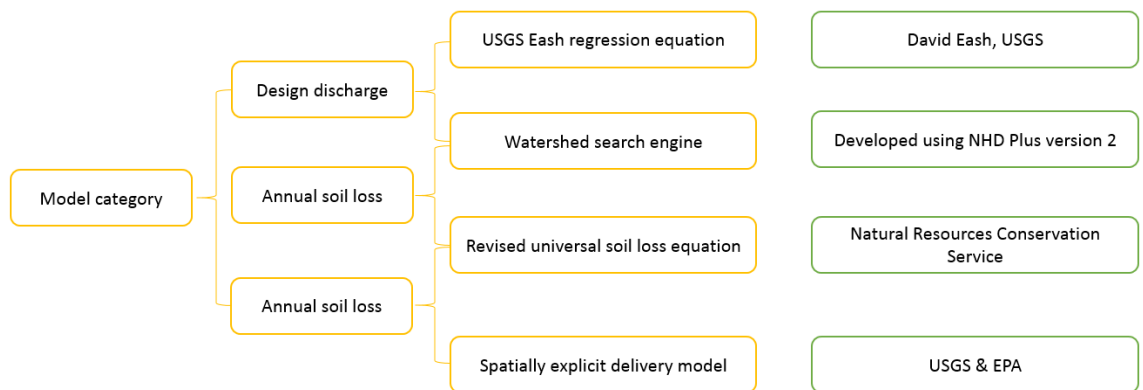 USGS Eash regression equation
David Eash, USGS
Design discharge
Watershed search engine
Developed using NHD Plus version 2
Model category
Annual soil loss
Revised universal soil loss equation
Natural Resources Conservation
Service
Annual soil loss
Spatially explicit delivery model
USGS & EPA